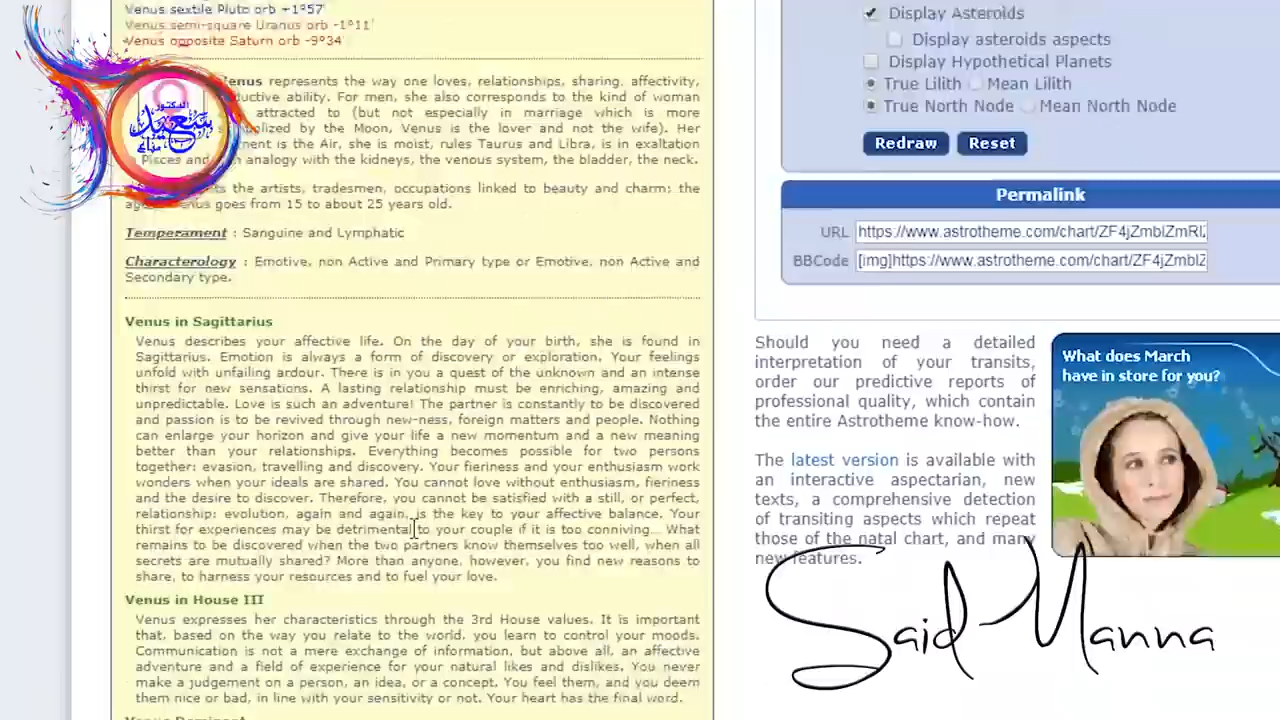 Venus sextile Pluto orb +1°57'
Venus semi-square Uranus orb -1°11'
Venus opposite Saturn orb -9°34'
Venus represents the way one loves, relationships, sharing, affectivity,
ductive ability. For men, she also corresponds to the kind of woman
attracted to (but not especially in marriage which is more
by the Moon, Venus is the lover and not the wife). Her
is the Air, she is moist, rules Taurus and Libra, is in exaltation
Pisces and analogy with the kidneys, the venous system, the bladder, the neck.
the artists, tradesmen, occupations linked to beauty and charm; the
goes from 15 to about 25 years old.
Temperament : Sanguine and Lymphatic
Characterology : Emotive, non Active and Primary type or Emotive, non Active and
Secondary type.
Venus in Sagittarius
Venus describes your affective life. On the day of your birth, she is found in
Sagittarius. Emotion is always a form of discovery or exploration. Your feelings
unfold with unfailing ardour. There is in you a quest of the unknown and an intense
thirst for new sensations. A lasting relationship must be enriching, amazing and
unpredictable. Love is such an adventure! The partner is constantly to be discovered
and passion is to be revived through new-ness, foreign matters and people. Nothing
can enlarge your horizon and give your life a new momentum and a new meaning
better than your relationships. Everything becomes possible for two persons
together: evasion, travelling and discovery. Your fieriness and your enthusiasm work
wonders when your ideals are shared. You cannot love without enthusiasm, fieriness
and the desire to discover. Therefore, you cannot be satisfied with a still, or perfect,
relationship: evolution, again and again, is the key to your affective balance. Your
thirst for experiences may be detrimental to your couple if it is too conniving... What
remains to be discovered when the two partners know themselves too well, when all
secrets are mutually shared? More than anyone, however, you find new reasons to
share, to harness your resources and to fuel your love.
Venus in House III
Venus expresses her characteristics through the 3rd House values. It is important
that, based on the way you relate to the world, you learn to control your moods.
Communication is not a mere exchange of information, but above all, an affective
adventure and a field of experience for your natural likes and dislikes. You never
make a judgement on a person, an idea, or a concept. You feel them, and you deem
them nice or bad, in line with your sensitivity or not. Your heart has the final word.
الدكتور
سعيد
مناع
Display Asteroids
Display asteroids aspects
Display Hypothetical Planets
True Lilith Mean Lilith
True North Node Mean North Node
Redraw Reset
Permalink
URL https://www.astrotheme.com/chart/ZF4jZmblZmRl
BBCode [img]https://www.astrotheme.com/chart/ZF4jZmblZ
Should you need a detailed
interpretation of your transits,
order our predictive reports of
professional quality, which contain
the entire Astrotheme know-how.
The latest version is available with
an interactive aspectarian, new
texts, a comprehensive detection
of transiting aspects which repeat
those of the natal chart, and many
new features.
What does March
have in store for you?
Said Manna